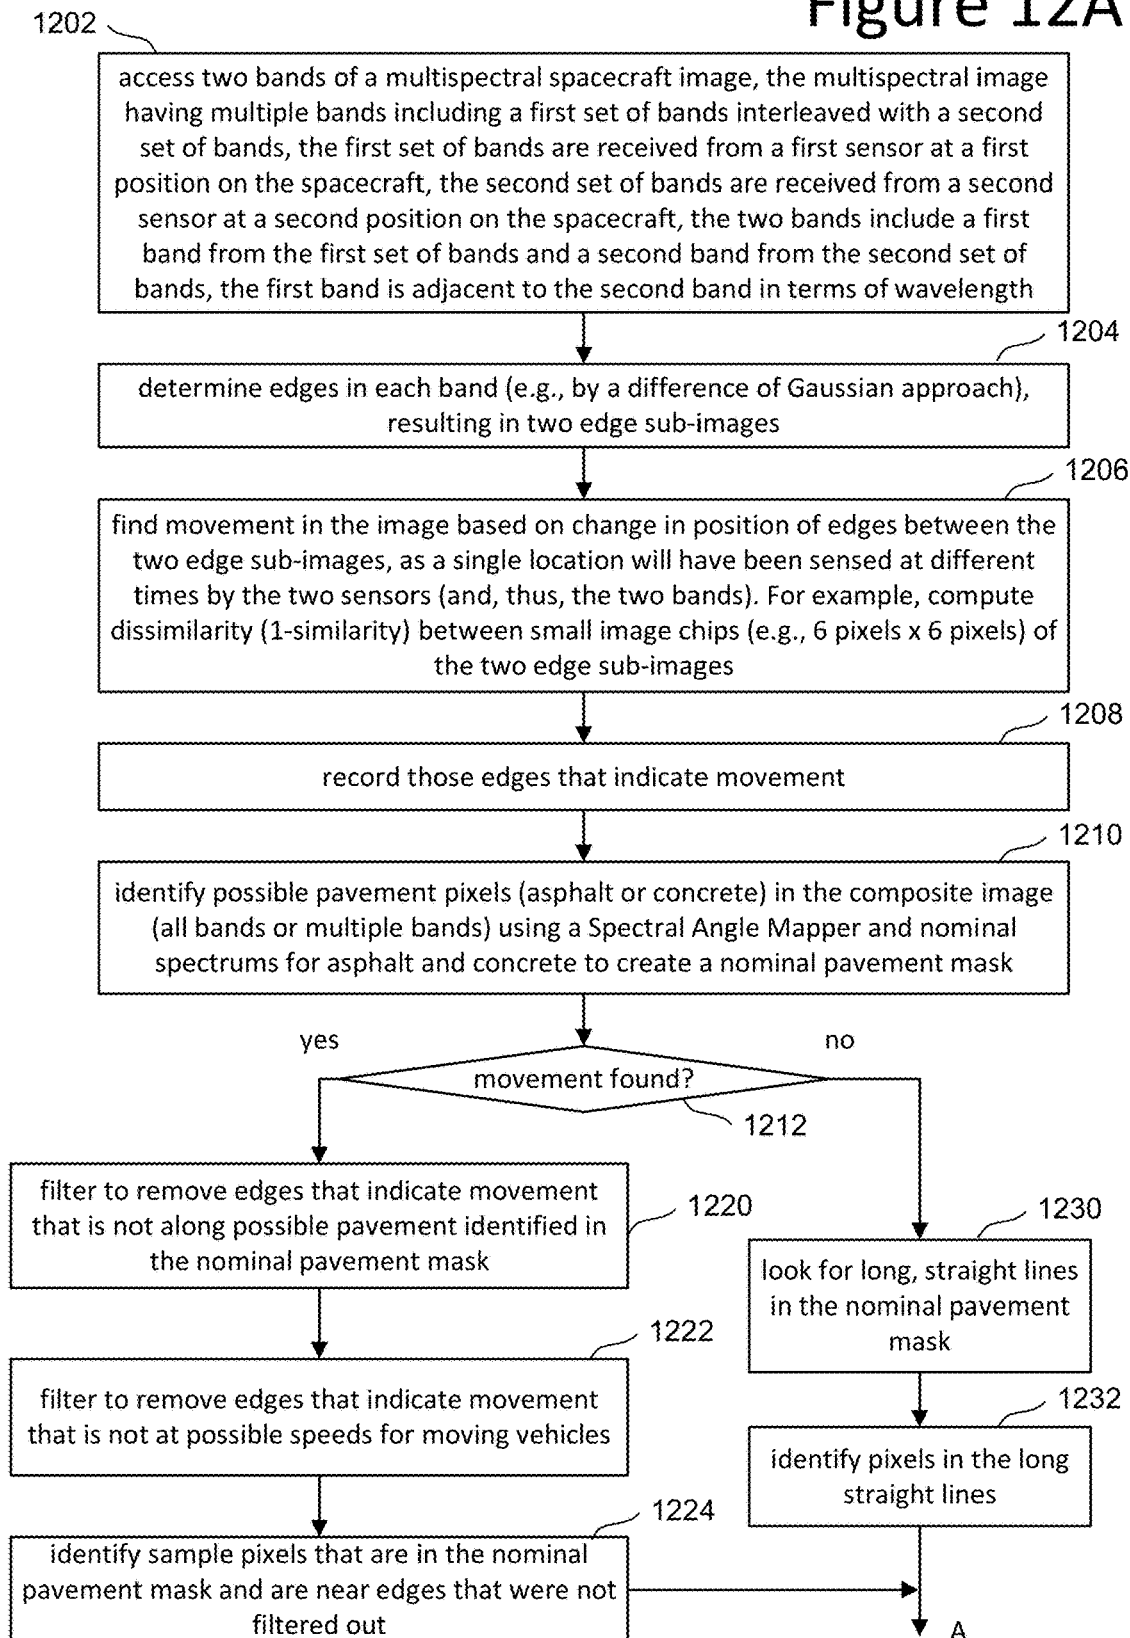 Figure 12A
1202
access two bands of a multispectral spacecraft image, the multispectral image
having multiple bands including a first set of bands interleaved with a second
set of bands, the first set of bands are received from a first sensor at a first
position on the spacecraft, the second set of bands are received from a second
sensor at a second position on the spacecraft, the two bands include a first
band from the first set of bands and a second band from the second set of
bands, the first band is adjacent to the second band in terms of wavelength
1204
determine edges in each band (e.g., by a difference of Gaussian approach),
resulting in two edge sub-images
1206
find movement in the image based on change in position of edges between the
two edge sub-images, as a single location will have been sensed at different
times by the two sensors (and, thus, the two bands). For example, compute
dissimilarity (1-similarity) between small image chips (e.g., 6 pixels x 6 pixels) of
the two edge sub-images
1208
record those edges that indicate movement
1210
identify possible pavement pixels (asphalt or concrete) in the composite image
(all bands or multiple bands) using a Spectral Angle Mapper and nominal
spectrums for asphalt and concrete to create a nominal pavement mask
yes
no
movement found?
1212
filter to remove edges that indicate movement
that is not along possible pavement identified in
the nominal pavement mask
1220
1230
look for long, straight lines
in the nominal pavement
mask
1222
filter to remove edges that indicate movement
that is not at possible speeds for moving vehicles
1232
identify pixels in the long
straight lines
1224
identify sample pixels that are in the nominal
pavement mask and are near edges that were not
filtered out
A